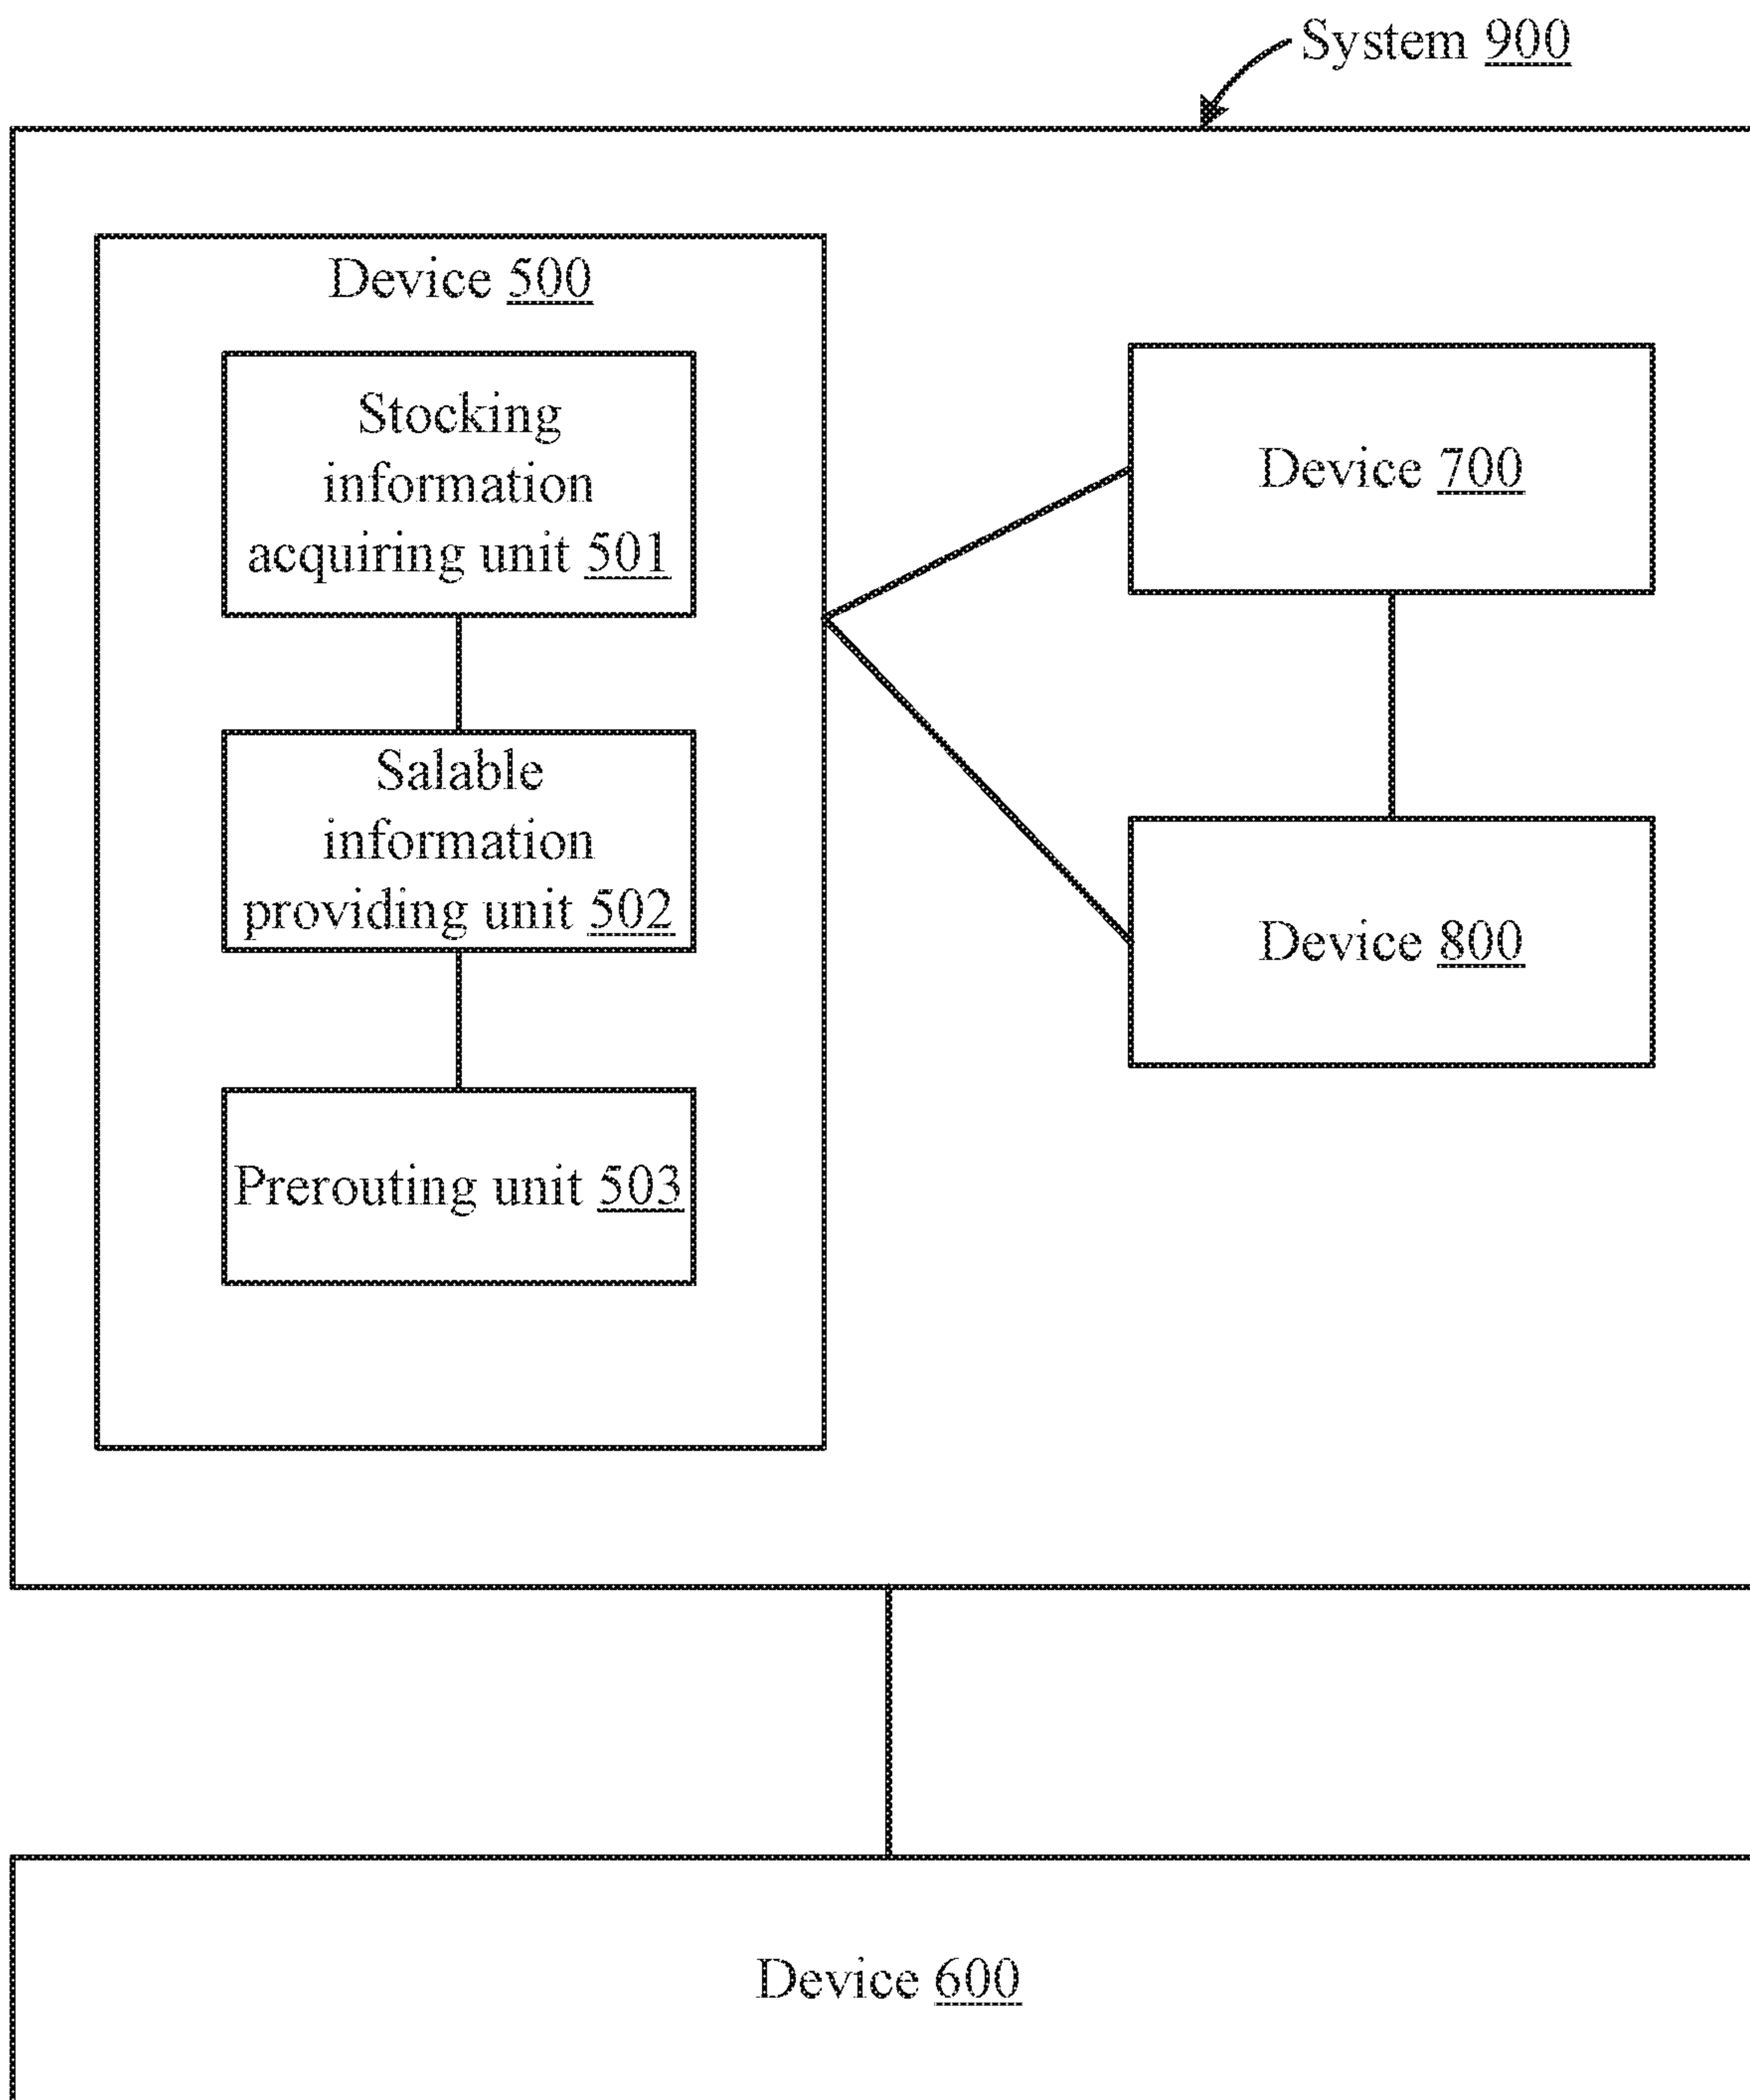 System 900
Device 500
Stocking
information
acquiring unit 501
Salable
information
providing unit 502
Prerouting unit 503
Device 700
Device 800
Device 600